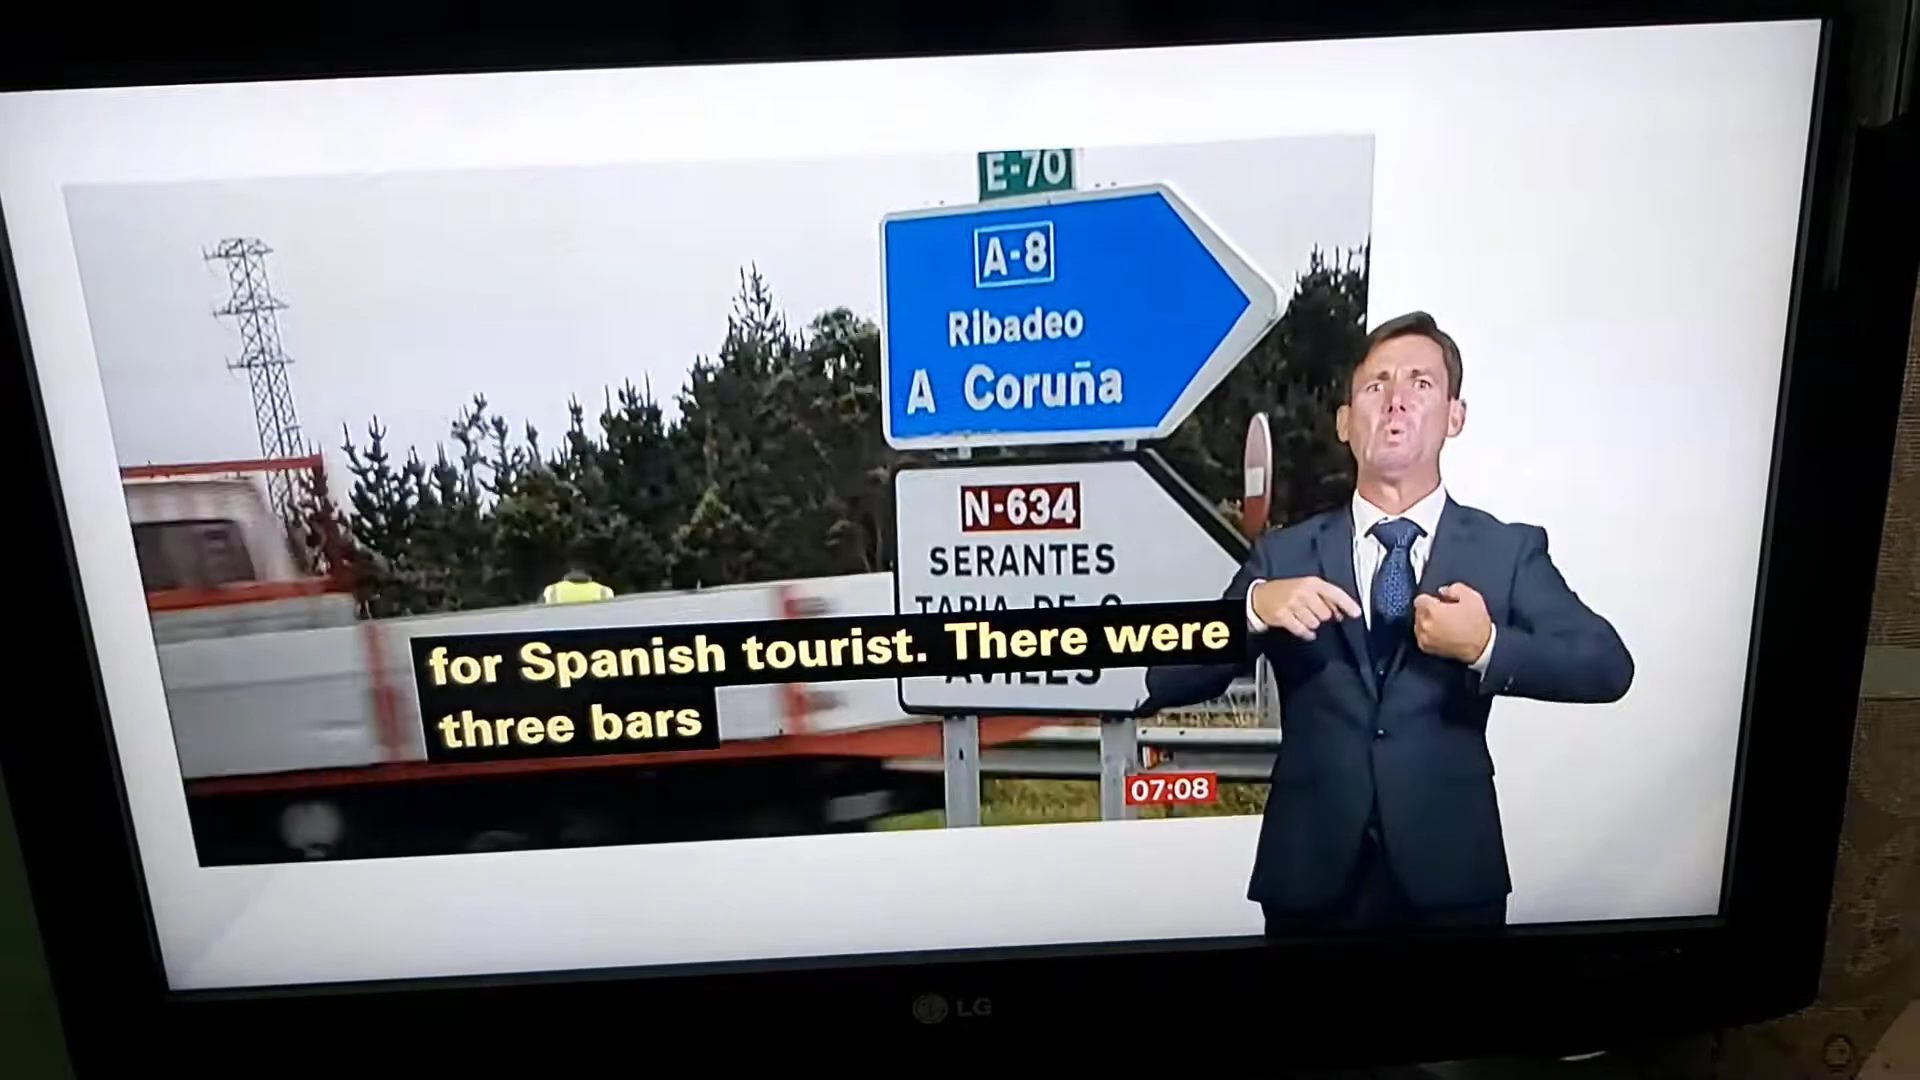 E-70
A-8
Ribadeo
A Coruña
N-634
SERANTES
for Spanish tourist. There were
three bars
07:08
LG